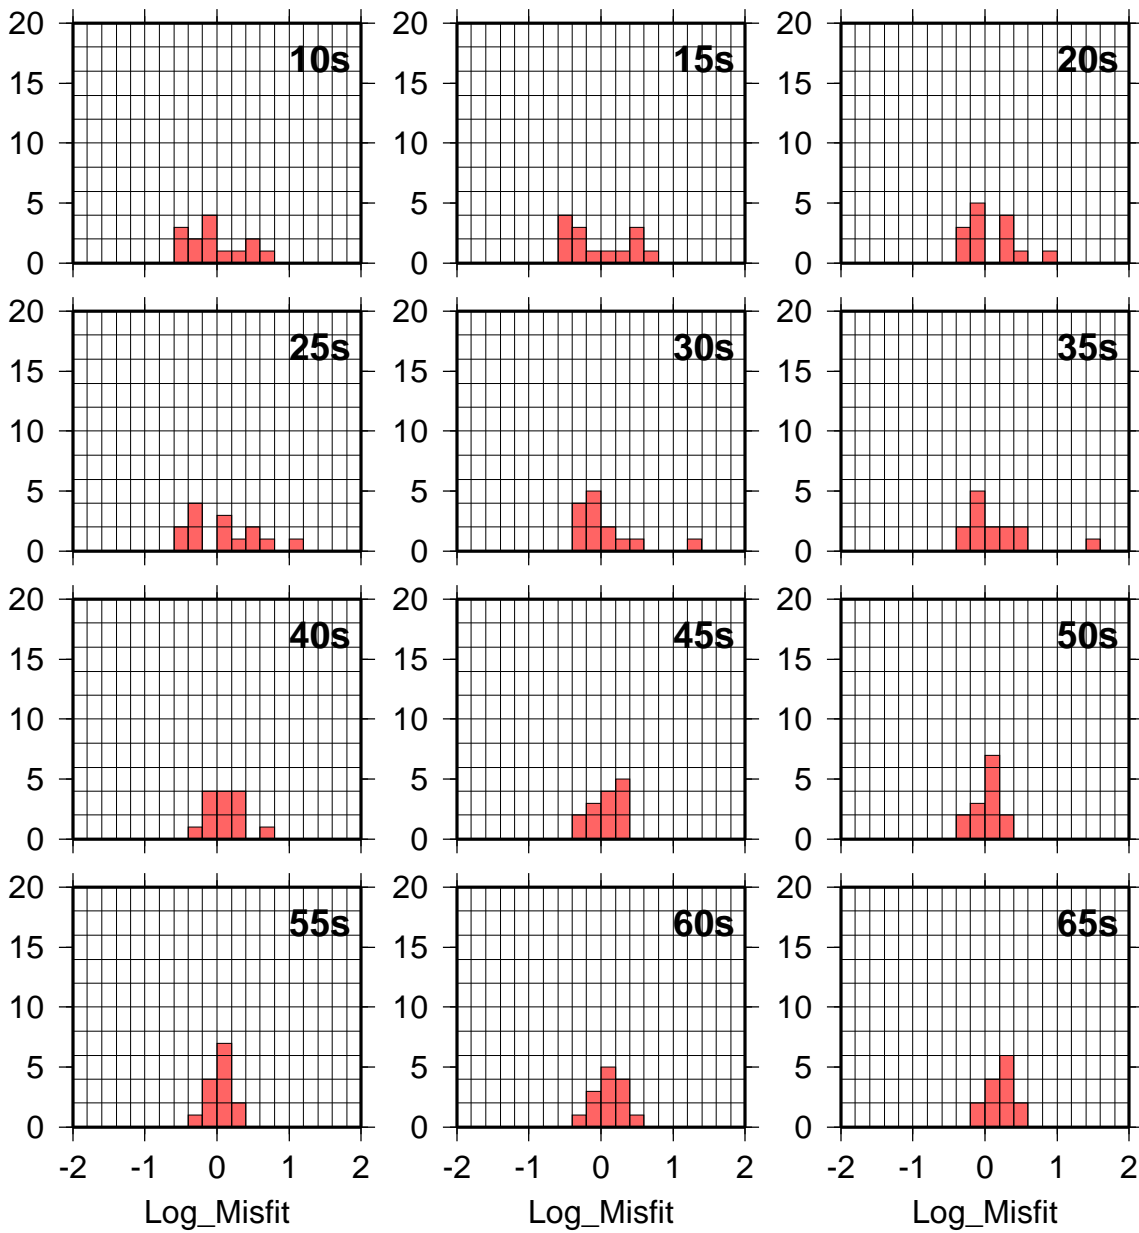 20 15 10 5 0 10s
20 15 10 5 0 15s
20 15 10 5 0 20s
20 15 10 5 0 25s
20 15 10 5 0 30s
20 15 10 5 0 35s
20 15 10 5 0 40s
20 15 10 5 0 45s
20 15 10 5 0 50s
20 15 10 5 0 55s
20 15 10 5 0 60s
20 15 10 5 0 65s
-2 -1 0 1 2
-2 -1 0 1 2
-2 -1 0 1 2
Log_Misfit
Log_Misfit
Log_Misfit